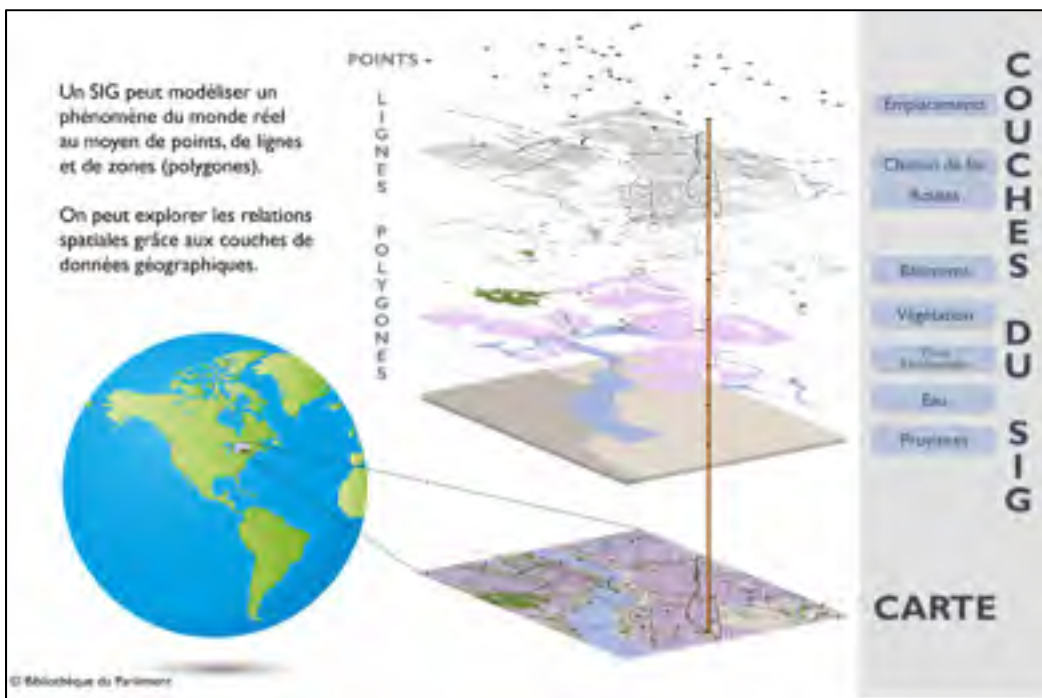 Un SIG peut modéliser un
phénomène du monde réel
au moyen de points, de lignes
et de zones (polygones).
On peut explorer les relations
spatiales grâce aux couches de
données géographiques.
POINTS
LIGNES
POLYGONES
Emplacements
Chemin de fer
Routes
Bâtiments
Végétation
Eau
Provinces
COUCHES DU SIG
CARTE
© Bibliothèque du Parlement